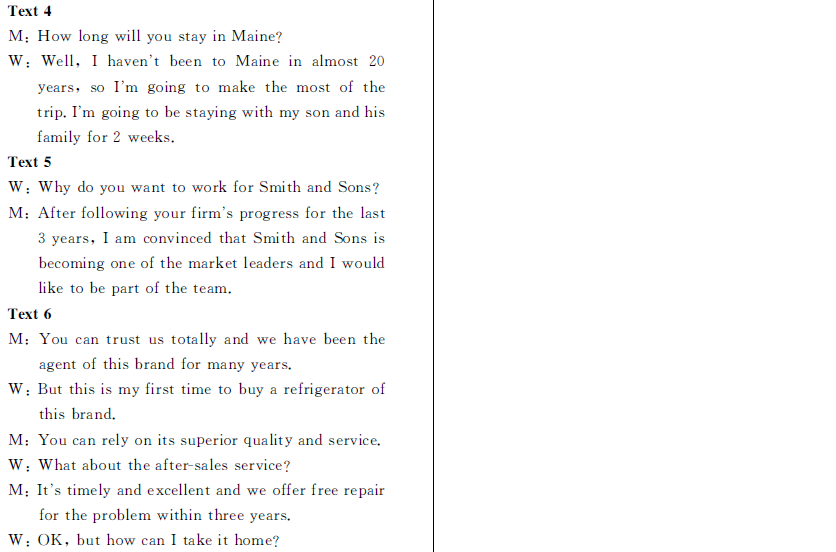 Text 4
M: How long will you stay in Maine?
W: Well, I haven't been to Maine in almost 20
years, so I'm going to make the most of the
trip. I'm going to be staying with my son and his
family for 2 weeks.
Text 5
W: Why do you want to work for Smith and Sons?
M: After following your firm's progress for the last
3 years, I am convinced that Smith and Sons is
becoming one of the market leaders and I would
like to be part of the team.
Text 6
M: You can trust us totally and we have been the
agent of this brand for many years.
W: But this is my first time to buy a refrigerator of
this brand.
M: You can rely on its superior quality and service.
W: What about the after-sales service?
M: It's timely and excellent and we offer free repair
for the problem within three years.
W: OK, but how can I take it home?